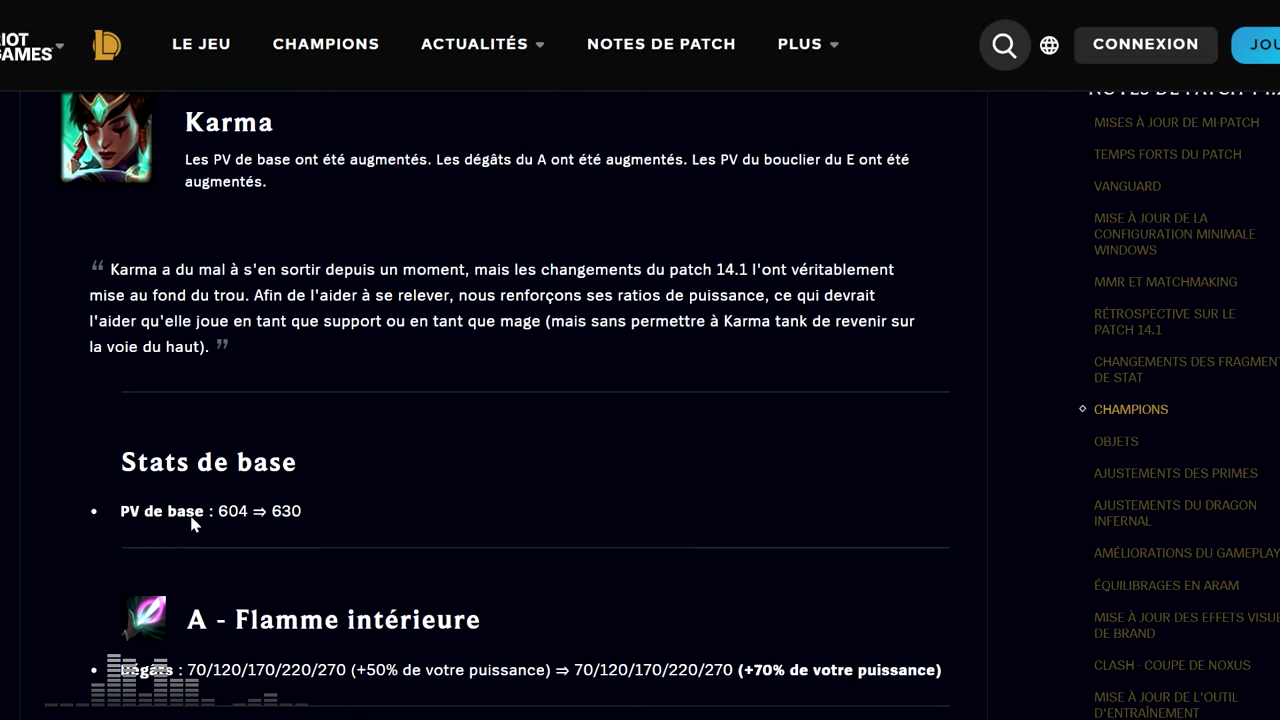 RIOT
GAMES
LE JEU
CHAMPIONS
ACTUALITÉS
NOTES DE PATCH
PLUS
CONNEXION
JOU
Karma
Les PV de base ont été augmentés. Les dégâts du A ont été augmentés. Les PV du bouclier du E ont été
augmentés.
“ Karma a du mal à s'en sortir depuis un moment, mais les changements du patch 14.1 l'ont véritablement
mise au fond du trou. Afin de l'aider à se relever, nous renforçons ses ratios de puissance, ce qui devrait
l'aider qu'elle joue en tant que support ou en tant que mage (mais sans permettre à Karma tank de revenir sur
la voie du haut). ”
Stats de base
• PV de base : 604 ⇒ 630
A - Flamme intérieure
• Dégâts : 70/120/170/220/270 (+50% de votre puissance) ⇒ 70/120/170/220/270 (+70% de votre puissance)
NOTES DE PATCH
MISES À JOUR DE MI-PATCH
TEMPS FORTS DU PATCH
VANGUARD
MISE À JOUR DE LA
CONFIGURATION MINIMALE
WINDOWS
MMR ET MATCHMAKING
RÉTROSPECTIVE SUR LE
PATCH 14.1
CHANGEMENTS DES FRAGMENT
DE STAT
CHAMPIONS
OBJETS
AJUSTEMENTS DES PRIMES
AJUSTEMENTS DU DRAGON
INFERNAL
AMÉLIORATIONS DU GAMEPLAY
ÉQUILIBRAGES EN ARAM
MISE À JOUR DES EFFETS VISUE
DE BRAND
CLASH - COUPE DE NOXUS
MISE À JOUR DE L'OUTIL
D'ENTRAÎNEMENT